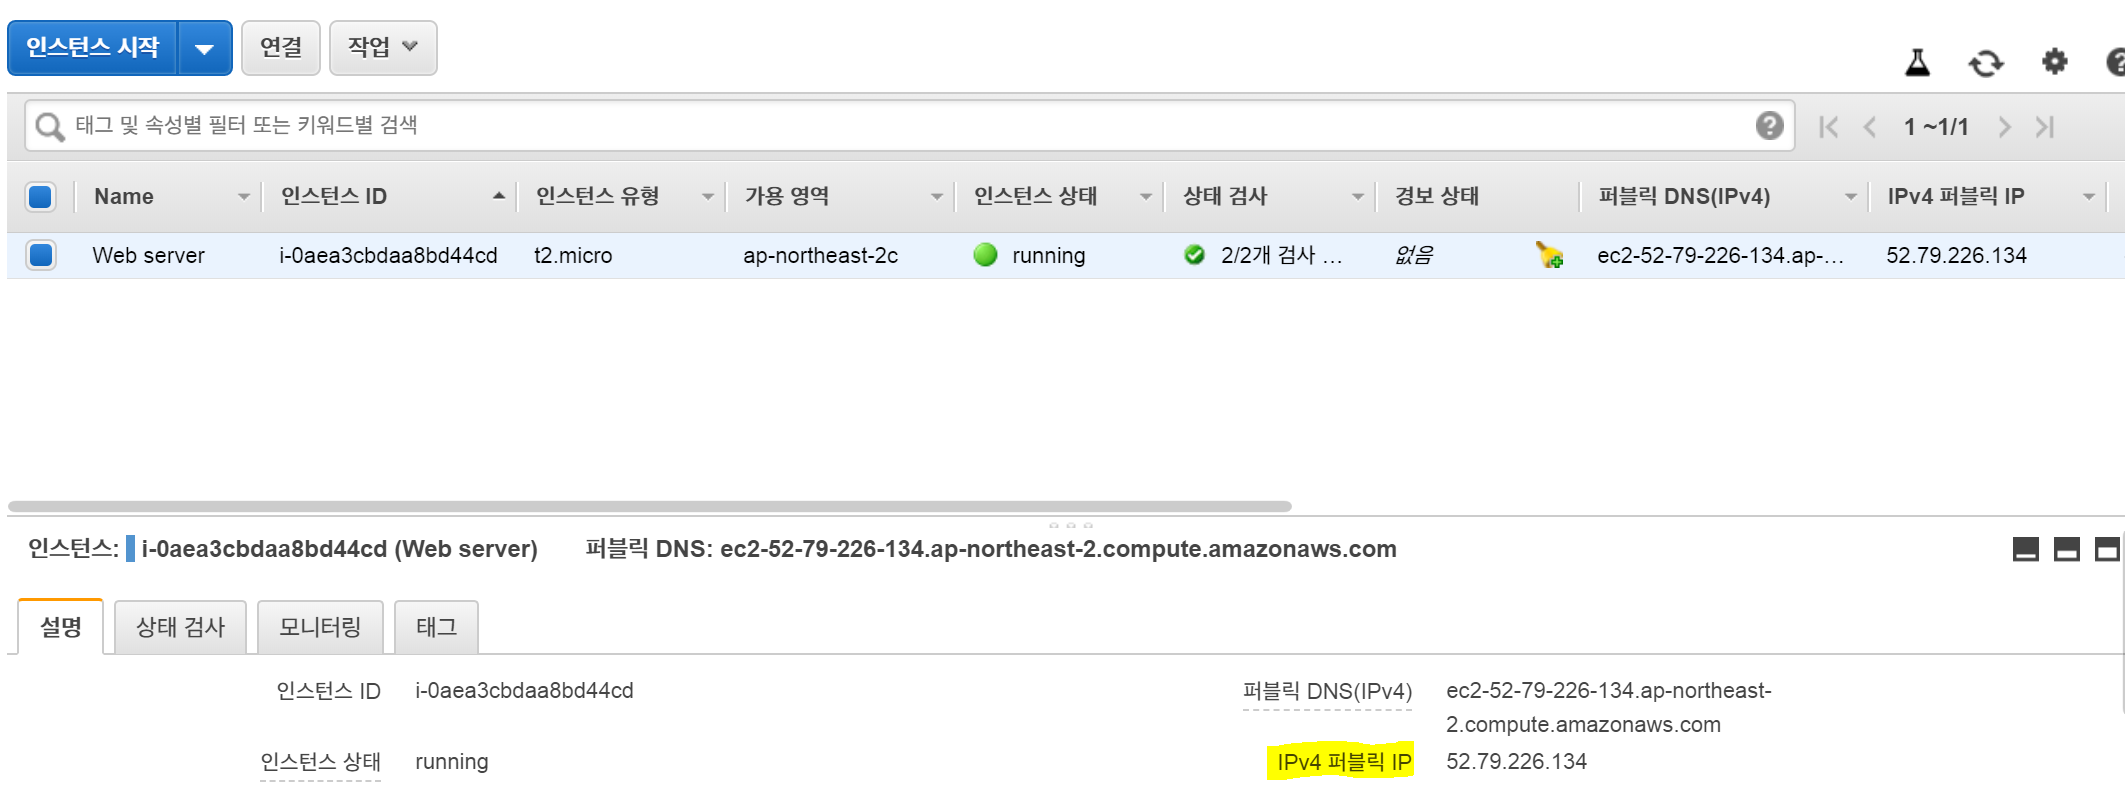 인스턴스 시작 연결 작업
태그 및 속성별 필터 또는 키워드별 검색 1 ~1/1
Name 인스턴스 ID 인스턴스 유형 가용 영역 인스턴스 상태 상태 검사 경보 상태 퍼블릭 DNS(IPv4) IPv4 퍼블릭 IP
Web server i-0aea3cbdaa8bd44cd t2.micro ap-northeast-2c running 2/2개 검사 ... 없음 ec2-52-79-226-134.ap-... 52.79.226.134
인스턴스: i-0aea3cbdaa8bd44cd (Web server) 퍼블릭 DNS: ec2-52-79-226-134.ap-northeast-2.compute.amazonaws.com
설명 상태 검사 모니터링 태그
인스턴스 ID i-0aea3cbdaa8bd44cd 퍼블릭 DNS(IPv4) ec2-52-79-226-134.ap-northeast-
2.compute.amazonaws.com
인스턴스 상태 running IPv4 퍼블릭 IP 52.79.226.134